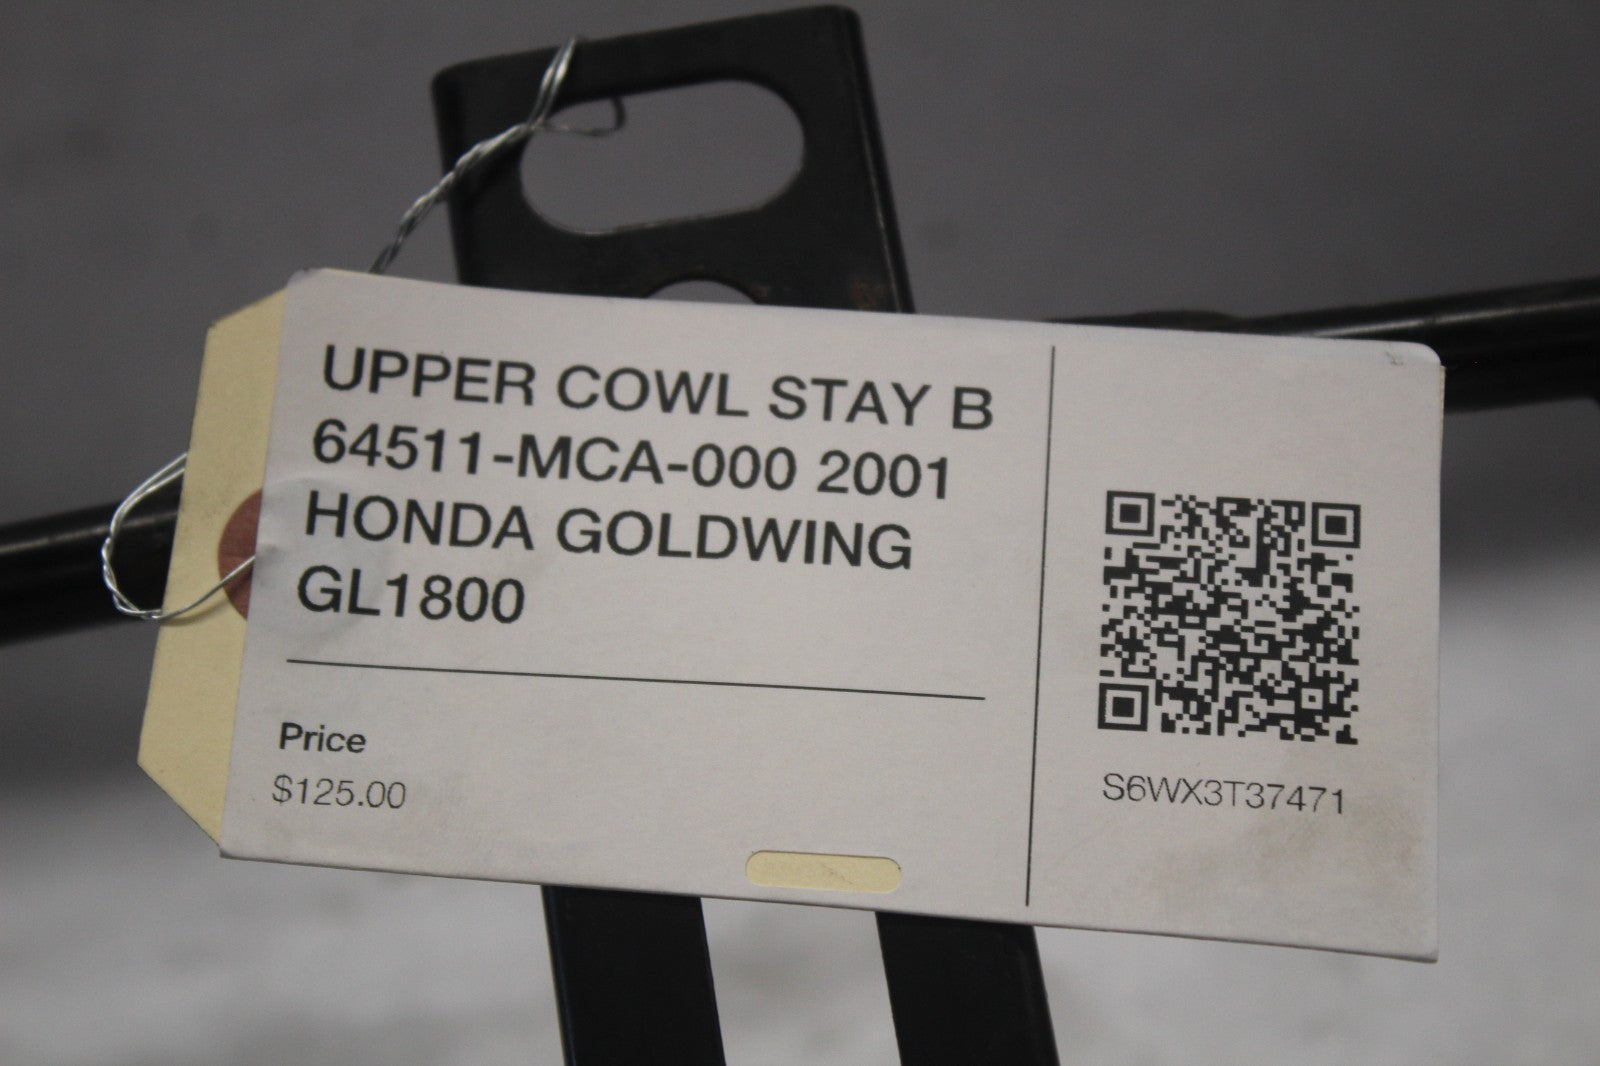 UPPER COWL STAY B
64511-MCA-000 2001
HONDA GOLDWING
GL1800
Price
$125.00
S6WX3T37471